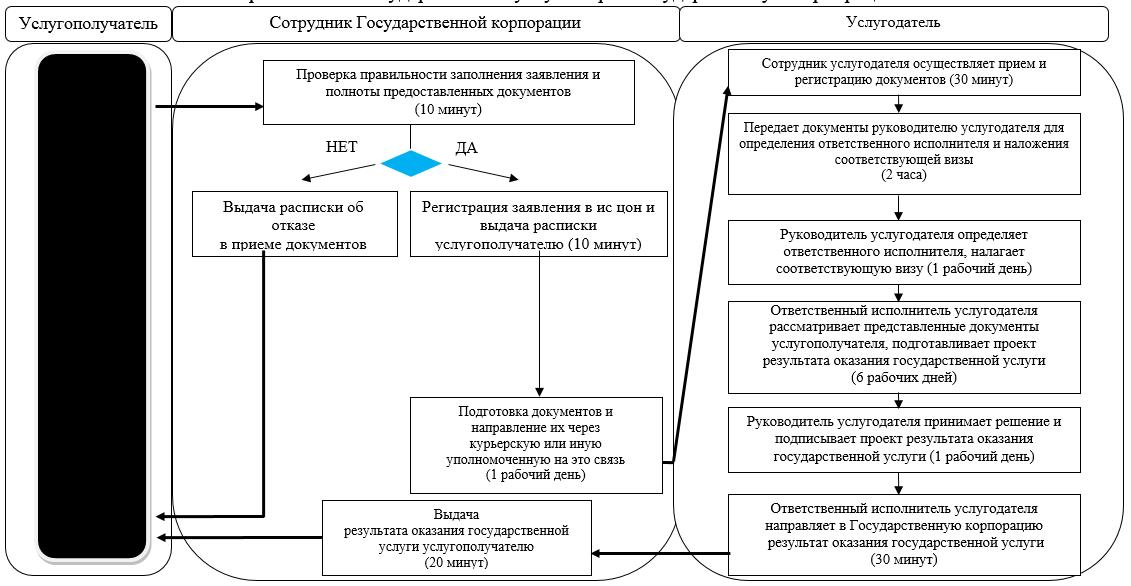 Услугополучатель
Сотрудник Государственной корпорации
Услугодатель
Проверка правильности заполнения заявления и
полноты предоставленных документов
(10 минут)
НЕТ
ДА
Выдача расписки об
отказе
в приеме документов
Регистрация заявления в ис цон и
выдача расписки
услугополучателю (10 минут)
Подготовка документов и
направление их через
курьерскую или иную
уполномоченную на это связь
(1 рабочий день)
Выдача
результата оказания государственной
услуги услугополучателю
(20 минут)
Сотрудник услугодателя осуществляет прием и
регистрацию документов (30 минут)
Передает документы руководителю услугодателя для
определения ответственного исполнителя и наложения
соответствующей визы
(2 часа)
Руководитель услугодателя определяет
ответственного исполнителя, налагает
соответствующую визу (1 рабочий день)
Ответственный исполнитель услугодателя
рассматривает представленные документы
услугополучателя, подготавливает проект
результата оказания государственной услуги
(6 рабочих дней)
Руководитель услугодателя принимает решение и
подписывает проект результата оказания
государственной услуги (1 рабочий день)
Ответственный исполнитель услугодателя
направляет в Государственную корпорацию
результат оказания государственной услуги
(30 минут)